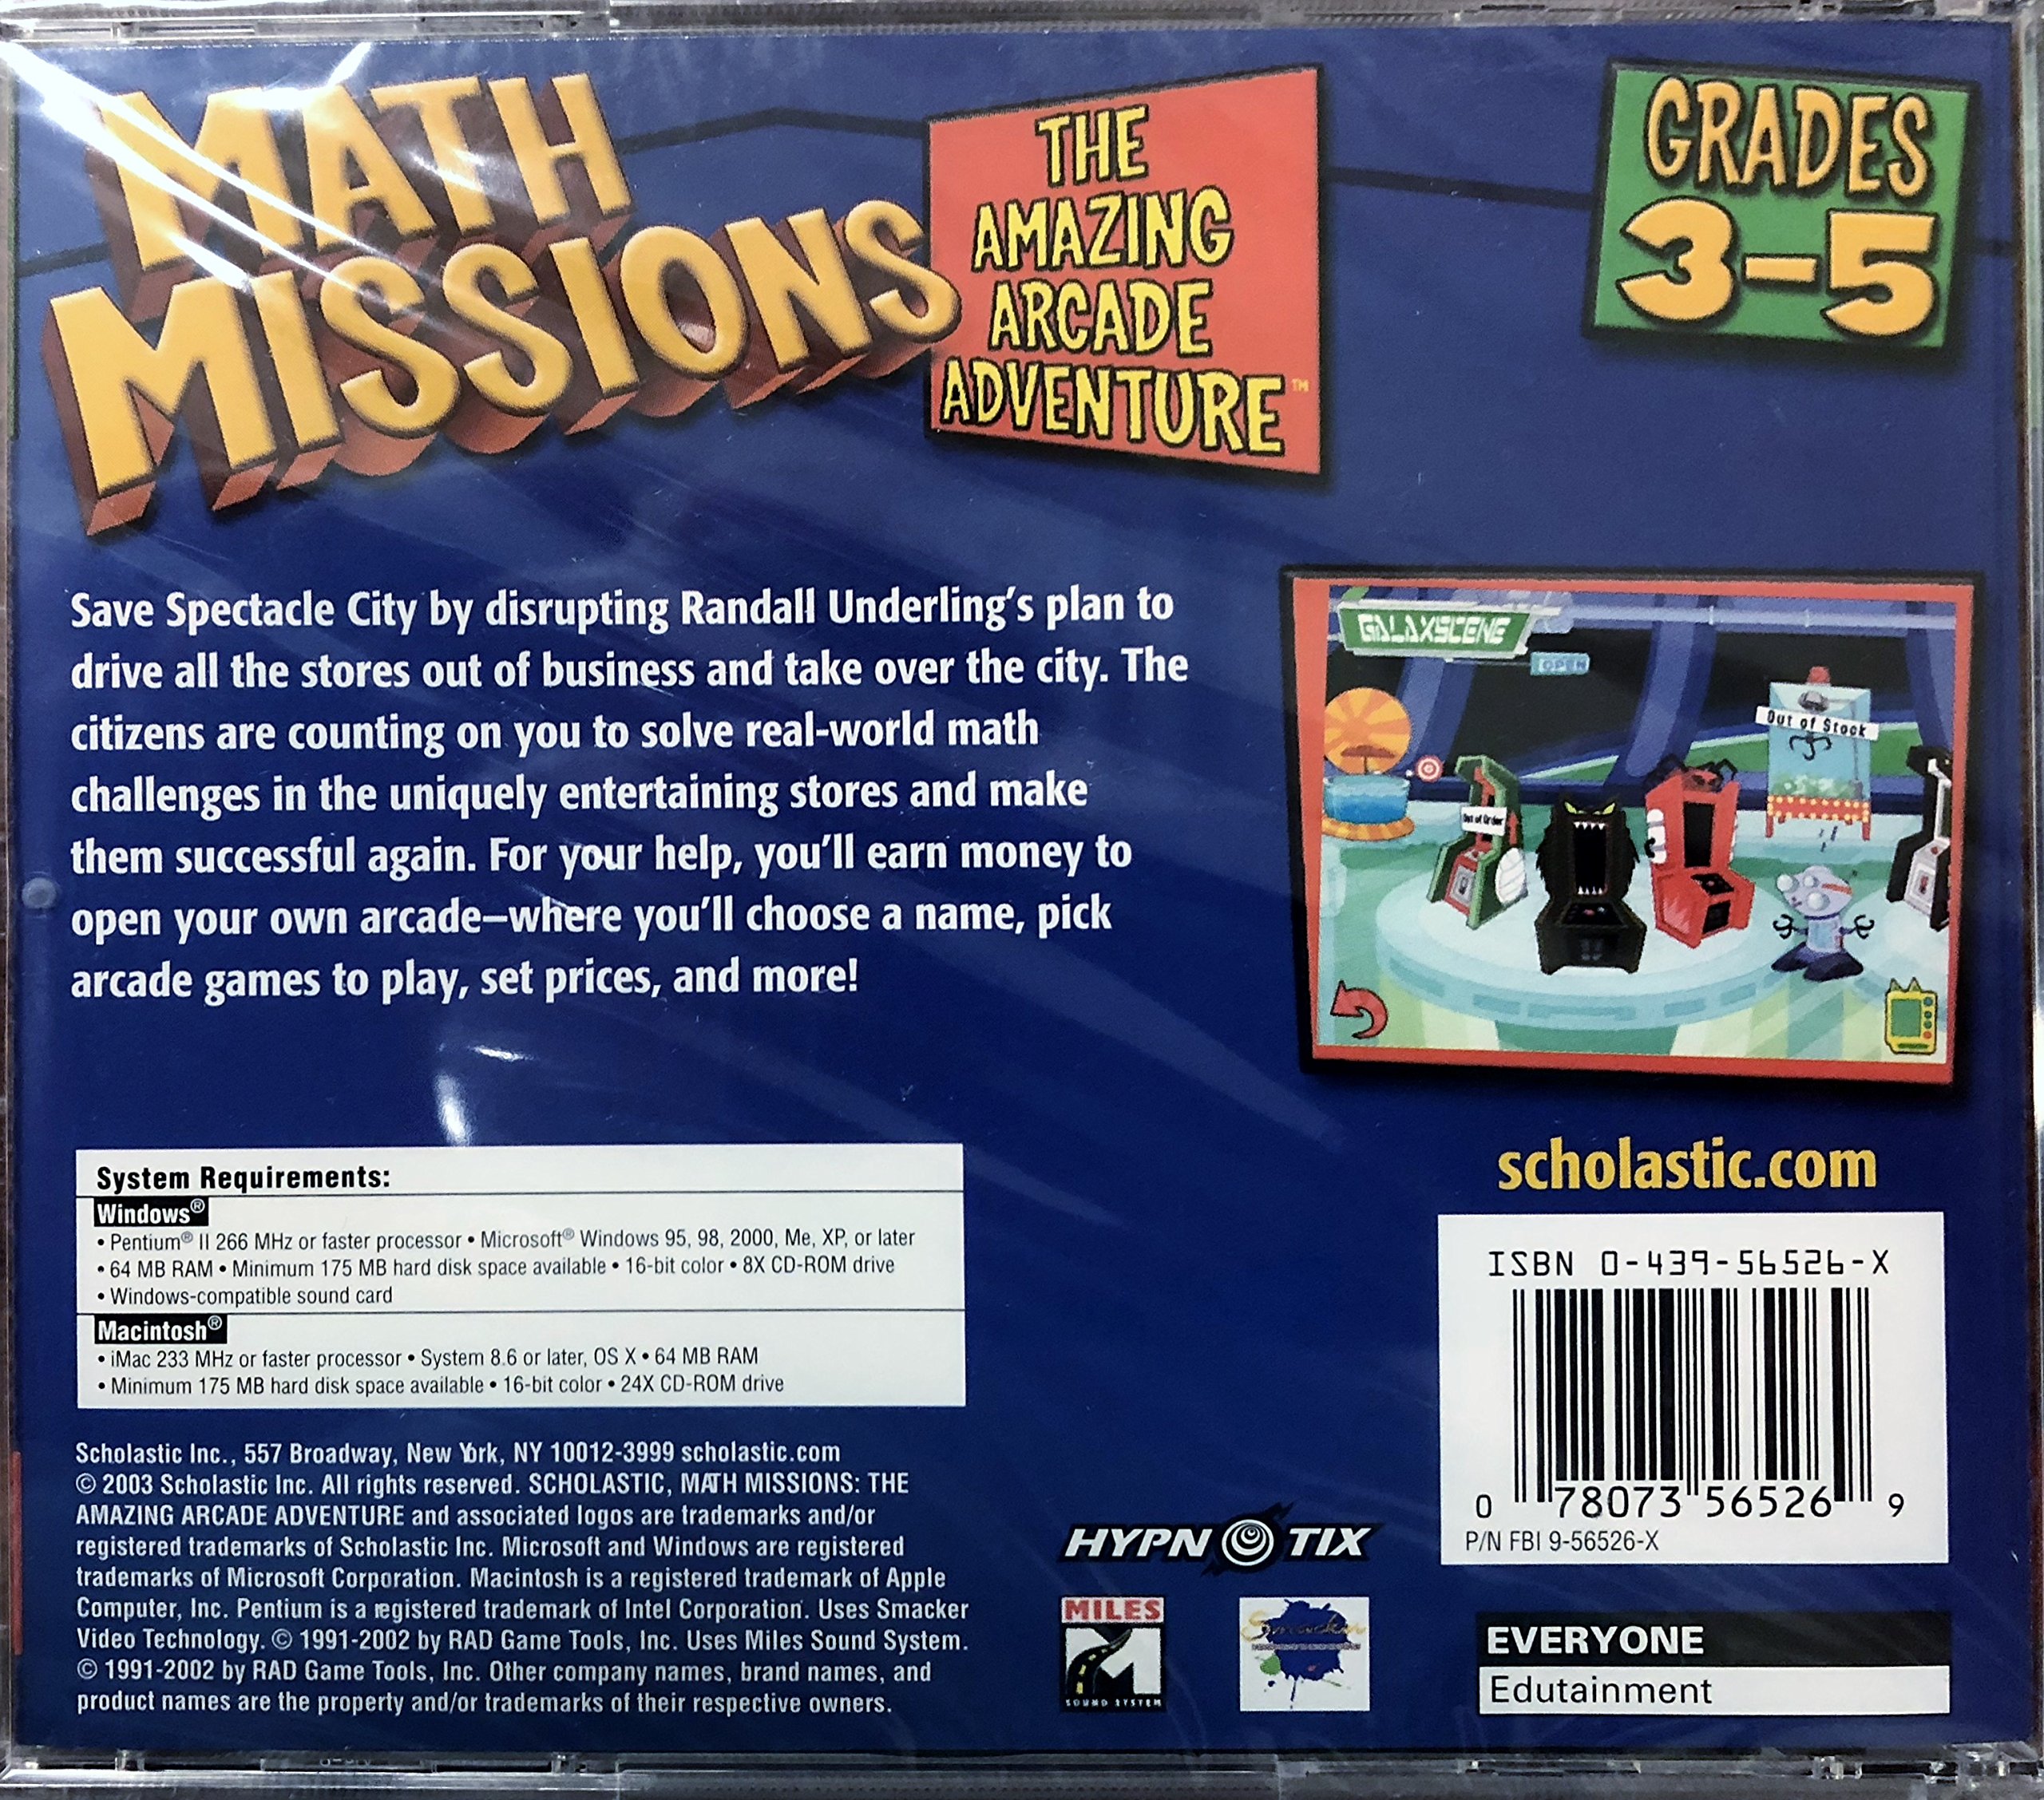 MATH
MISSIONS
THE
AMAZING
ARCADE
ADVENTURE™
GRADES
3-5
Save Spectacle City by disrupting Randall Underling's plan to
drive all the stores out of business and take over the city. The
citizens are counting on you to solve real-world math
challenges in the uniquely entertaining stores and make
them successful again. For your help, you'll earn money to
open your own arcade—where you'll choose a name, pick
arcade games to play, set prices, and more!
GALAXSCENE
OPEN
Out of Stock
Out of Order
System Requirements:
Windows®
• Pentium® II 266 MHz or faster processor • Microsoft® Windows 95, 98, 2000, Me, XP, or later
• 64 MB RAM • Minimum 175 MB hard disk space available • 16-bit color • 8X CD-ROM drive
• Windows-compatible sound card
Macintosh®
• iMac 233 MHz or faster processor • System 8.6 or later, OS X • 64 MB RAM
• Minimum 175 MB hard disk space available • 16-bit color • 24X CD-ROM drive
Scholastic Inc., 557 Broadway, New York, NY 10012-3999 scholastic.com
© 2003 Scholastic Inc. All rights reserved. SCHOLASTIC, MATH MISSIONS: THE
AMAZING ARCADE ADVENTURE and associated logos are trademarks and/or
registered trademarks of Scholastic Inc. Microsoft and Windows are registered
trademarks of Microsoft Corporation. Macintosh is a registered trademark of Apple
Computer, Inc. Pentium is a registered trademark of Intel Corporation. Uses Smacker
Video Technology. © 1991-2002 by RAD Game Tools, Inc. Uses Miles Sound System.
© 1991-2002 by RAD Game Tools, Inc. Other company names, brand names, and
product names are the property and/or trademarks of their respective owners.
HYPNOTIX
MILES
SOUND SYSTEM
Smacker
scholastic.com
ISBN 0-439-56526-X
0 78073 56526 9
P/N FBI 9-56526-X
EVERYONE
Edutainment